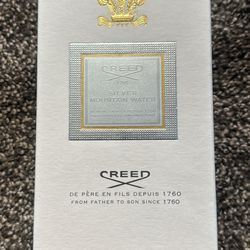 CREED
SILVER
MOUNTAIN WATER
CREED
DE PÈRE EN FILS DEPUIS 1760
FROM FATHER TO SON SINCE 1760